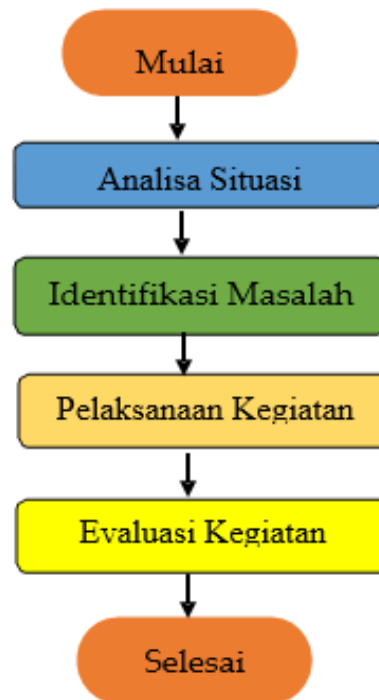 Mulai
Analisa Situasi
Identifikasi Masalah
Pelaksanaan Kegiatan
Evaluasi Kegiatan
Selesai